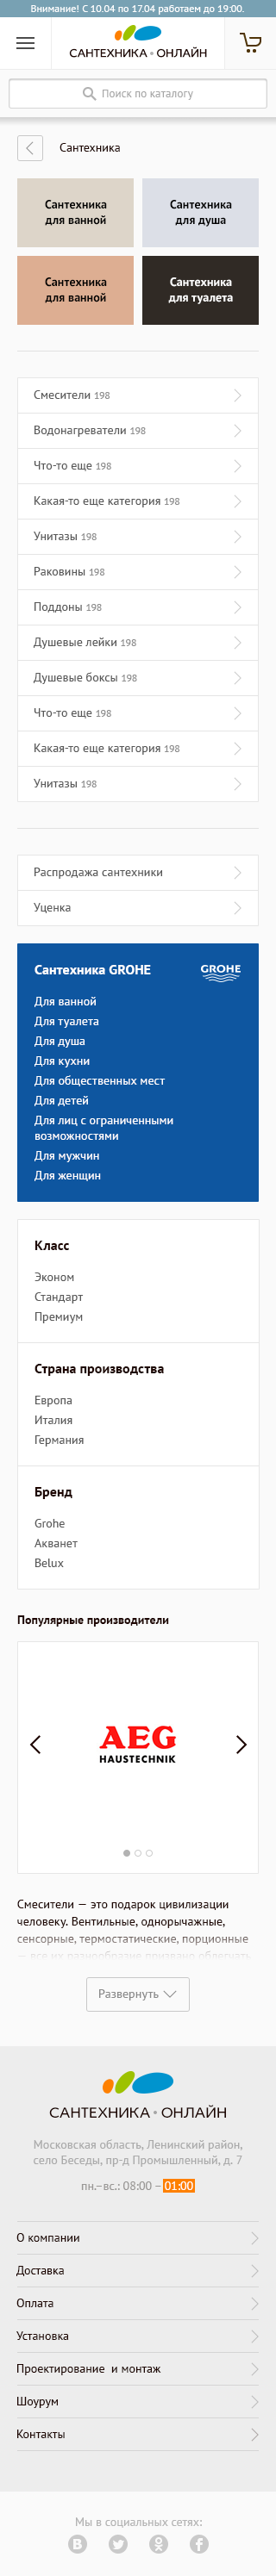 Внимание! С 10.04 по 17.04 работаем до 19:00.
САНТЕХНИКА • ОНЛАЙН
Поиск по каталогу
Сантехника
Сантехника
для ванной
Сантехника
для душа
Сантехника
для ванной
Сантехника
для туалета
Смесители 198
Водонагреватели 198
Что-то еще 198
Какая-то еще категория 198
Унитазы 198
Раковины 198
Поддоны 198
Душевые лейки 198
Душевые боксы 198
Что-то еще 198
Какая-то еще категория 198
Унитазы 198
Распродажа сантехники
Уценка
Сантехника GROHE
GROHE
Для ванной
Для туалета
Для душа
Для кухни
Для общественных мест
Для детей
Для лиц с ограниченными
возможностями
Для мужчин
Для женщин
Класс
Эконом
Стандарт
Премиум
Страна производства
Европа
Италия
Германия
Бренд
Grohe
Акванет
Belux
Популярные производители
AEG
HAUSTECHNIK
Смесители — это подарок цивилизации
человеку. Вентильные, однорычажные,
сенсорные, термостатические, порционные
— все их разнообразие призвано облегчать
Развернуть
САНТЕХНИКА • ОНЛАЙН
Московская область, Ленинский район,
село Беседы, пр-д Промышленный, д. 7
пн.–вс.: 08:00 – 01:00
О компании
Доставка
Оплата
Установка
Проектирование и монтаж
Шоурум
Контакты
Мы в социальных сетях: